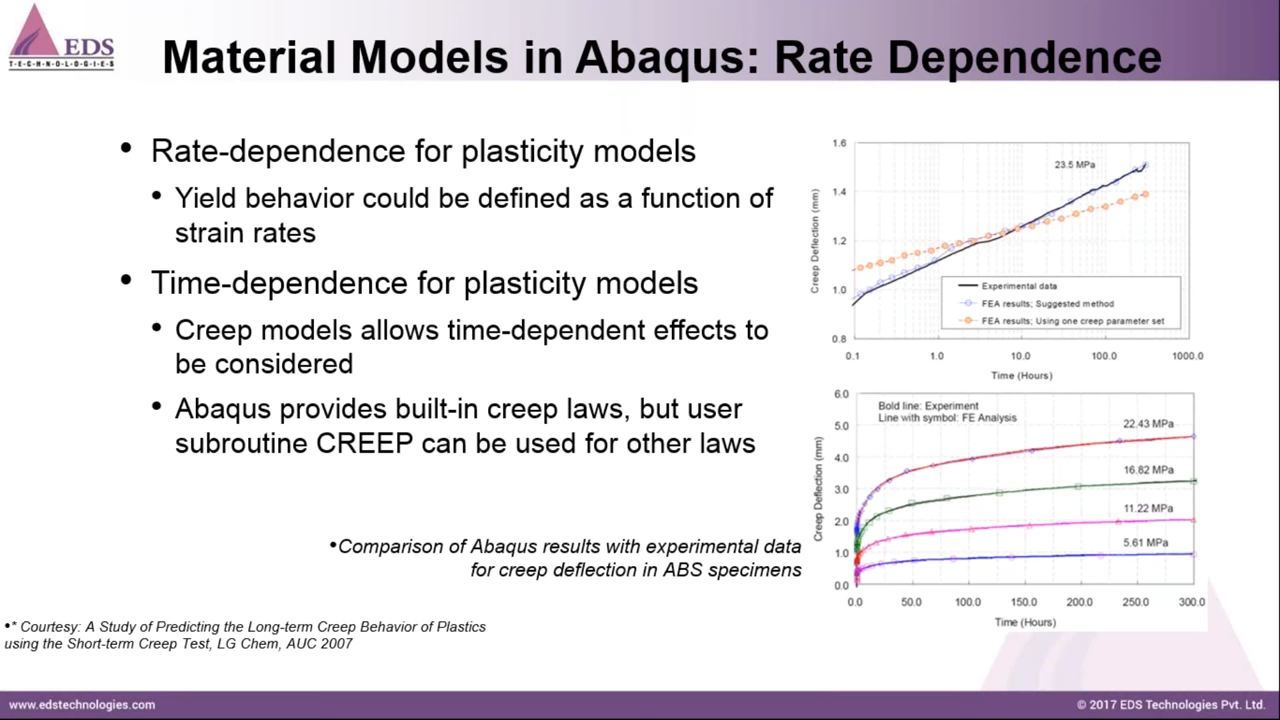 EDS
TECHNOLOGIES
Material Models in Abaqus: Rate Dependence
• Rate-dependence for plasticity models
• Yield behavior could be defined as a function of
strain rates
• Time-dependence for plasticity models
• Creep models allows time-dependent effects to
be considered
• Abaqus provides built-in creep laws, but user
subroutine CREEP can be used for other laws
•Comparison of Abaqus results with experimental data
for creep deflection in ABS specimens
•* Courtesy: A Study of Predicting the Long-term Creep Behavior of Plastics
using the Short-term Creep Test, LG Chem, AUC 2007
1.6
1.4
1.2
1.0
0.8
Creep Deflection (mm)
23.5 MPa
Experimental data
FEA results; Suggested method
FEA results; Using one creep parameter set
0.1 1.0 10.0 100.0 1000.0
Time (Hours)
6.0
5.0
4.0
3.0
2.0
1.0
0.0
Creep Deflection (mm)
Bold line: Experiment
Line with symbol: FE Analysis
22.43 MPa
16.82 MPa
11.22 MPa
5.61 MPa
0.0 50.0 100.0 150.0 200.0 250.0 300.0
Time (Hours)
www.edstechnologies.com
© 2017 EDS Technologies Pvt. Ltd.